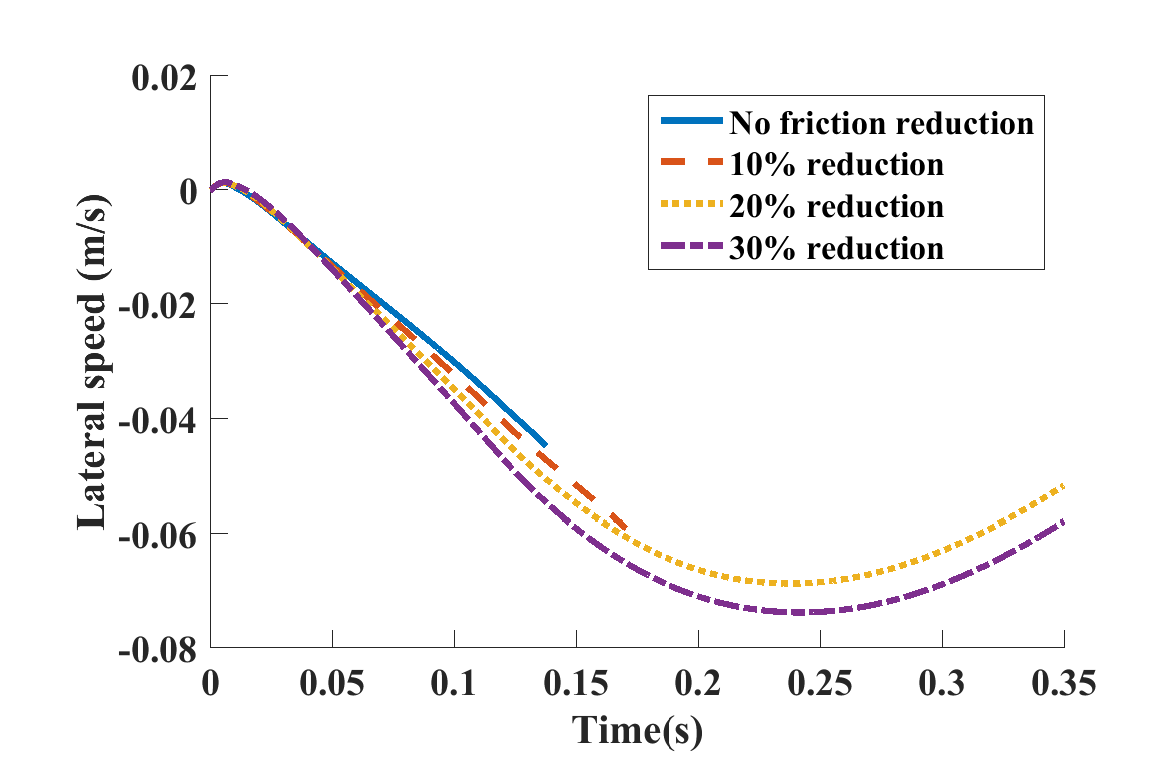 0.02
0
-0.02
-0.04
-0.06
-0.08
Lateral speed (m/s)
No friction reduction
10% reduction
20% reduction
30% reduction
0 0.05 0.1 0.15 0.2 0.25 0.3 0.35
Time(s)